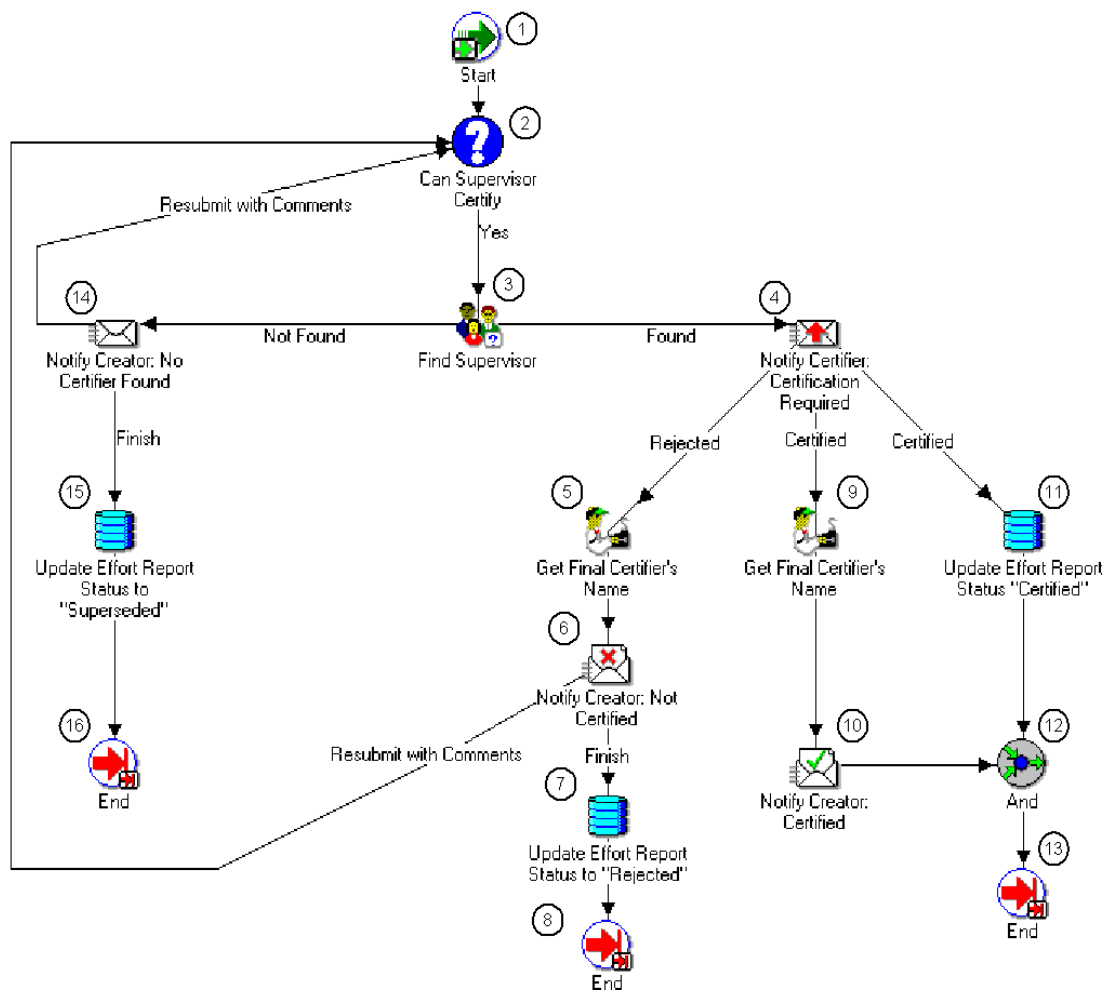 1
Start
2
Can Supervisor
Certify
Resubmit with Comments
Yes
3
14
4
Not Found
Found
Notify Creator: No
Certifier Found
Find Supervisor
Notify Certifier:
Certification
Required
Finish
Rejected
Certified
Certified
15
5
9
11
Update Effort Report
Status to
"Superseded"
Get Final Certifier's
Name
Get Final Certifier's
Name
Update Effort Report
Status "Certified"
6
Notify Creator: Not
Certified
16
10
12
Resubmit with Comments
Finish
End
7
Notify Creator:
Certified
And
Update Effort Report
Status to "Rejected"
13
8
End
End